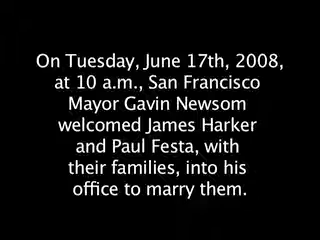 On Tuesday, June 17th, 2008,
at 10 a.m., San Francisco
Mayor Gavin Newsom
welcomed James Harker
and Paul Festa, with
their families, into his
office to marry them.